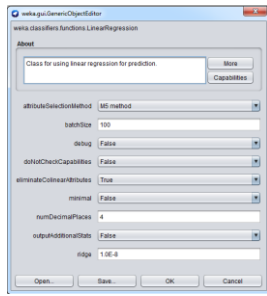 weka.gui.GenericObjectEditor
weka.classifiers.functions.LinearRegression
About
Class for using linear regression for prediction.
More
Capabilities
attributeSelectionMethod M5 method
batchSize 100
debug False
doNotCheckCapabilities False
eliminateColinearAttributes True
minimal False
numDecimalPlaces 4
outputAdditionalStats False
ridge 1.0E-8
Open... Save... OK Cancel